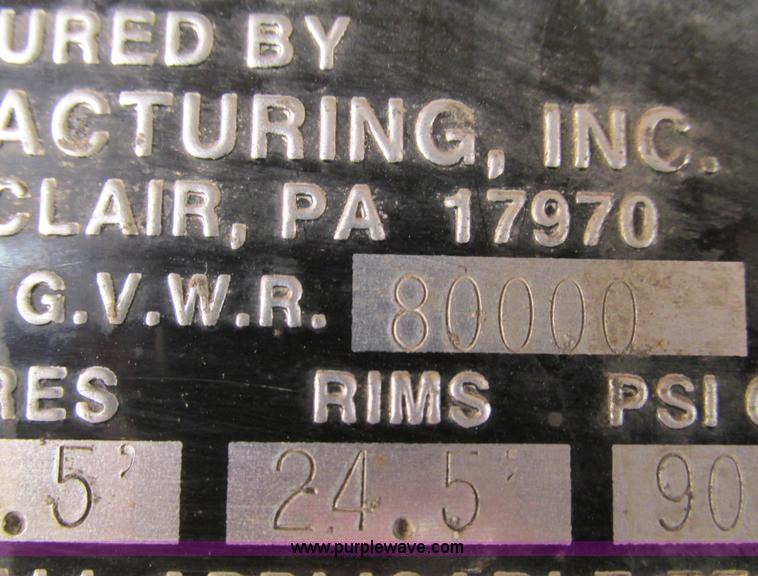 URED BY
ACTURING, INC.
CLAIR, PA 17970
G.V.W.R. 80000
RES RIMS PSI
.5' 24.5' 90
www.purplewave.com